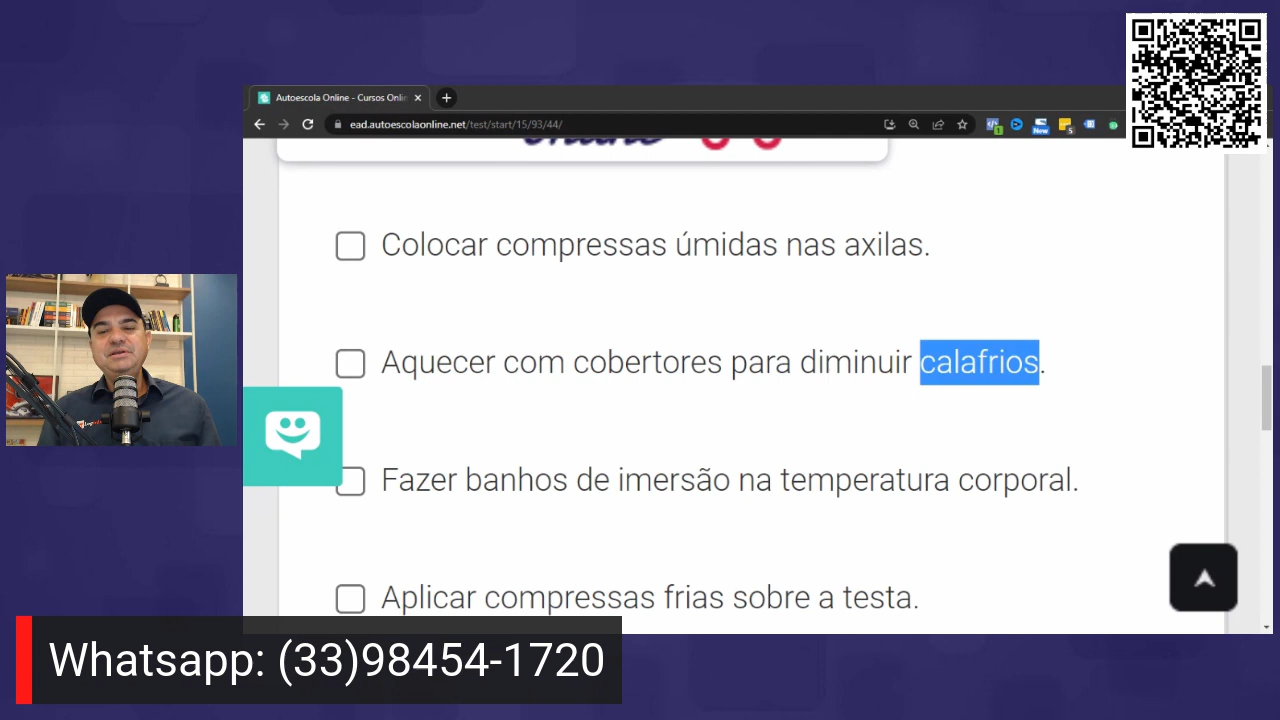 Autoescola Online - Cursos Onli
ead.autoescolaonline.net/test/start/15/93/44/
online
Colocar compressas úmidas nas axilas.
Aquecer com cobertores para diminuir calafrios.
Fazer banhos de imersão na temperatura corporal.
Aplicar compressas frias sobre a testa.
Whatsapp: (33)98454-1720